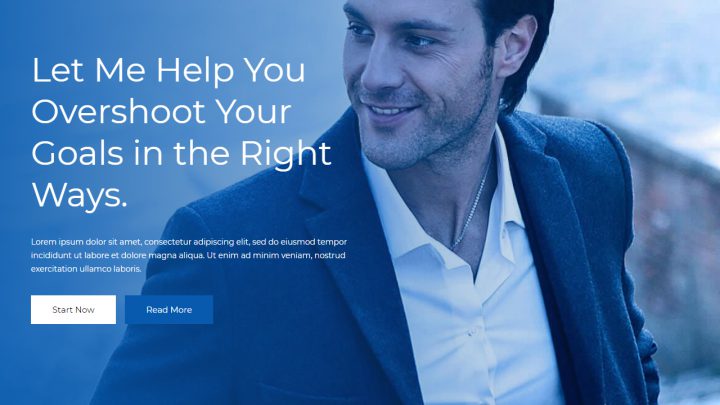 Let Me Help You
Overshoot Your
Goals in the Right
Ways.
Lorem ipsum dolor sit amet, consectetur adipiscing elit, sed do eiusmod tempor
incididunt ut labore et dolore magna aliqua. Ut enim ad minim veniam, nostrud
exercitation ullamco laboris.
Start Now
Read More